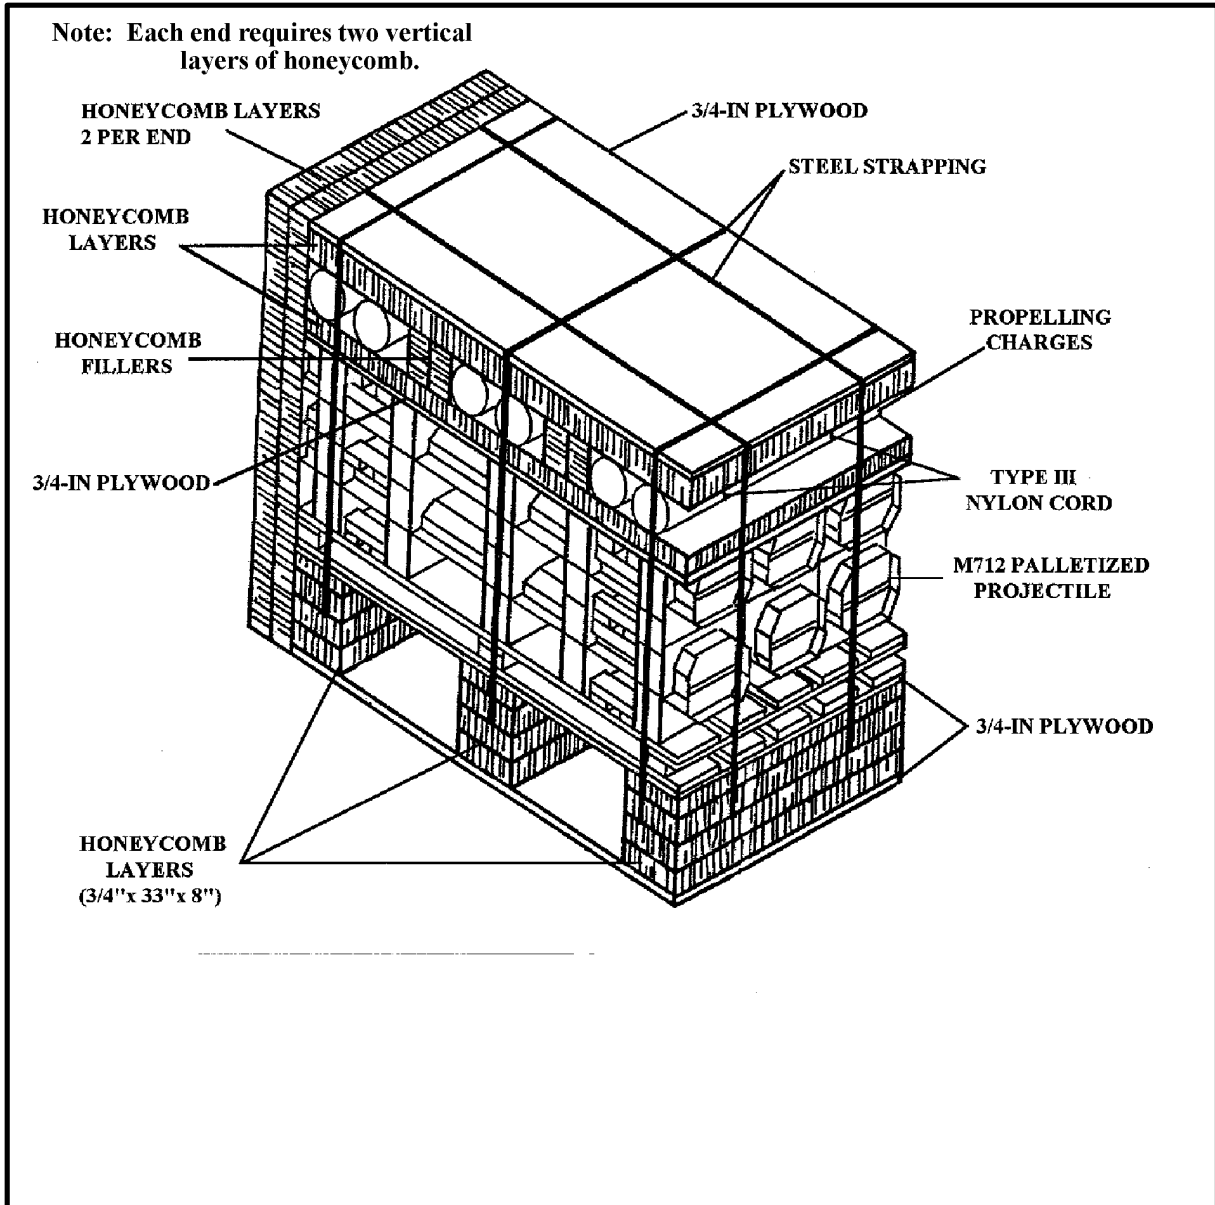 Note: Each end requires two vertical
layers of honeycomb.
HONEYCOMB LAYERS
2 PER END
3/4-IN PLYWOOD
STEEL STRAPPING
HONEYCOMB
LAYERS
PROPELLING
CHARGES
HONEYCOMB
FILLERS
3/4-IN PLYWOOD
TYPE III
NYLON CORD
M712 PALLETIZED
PROJECTILE
3/4-IN PLYWOOD
HONEYCOMB
LAYERS
(3/4"x 33"x 8")